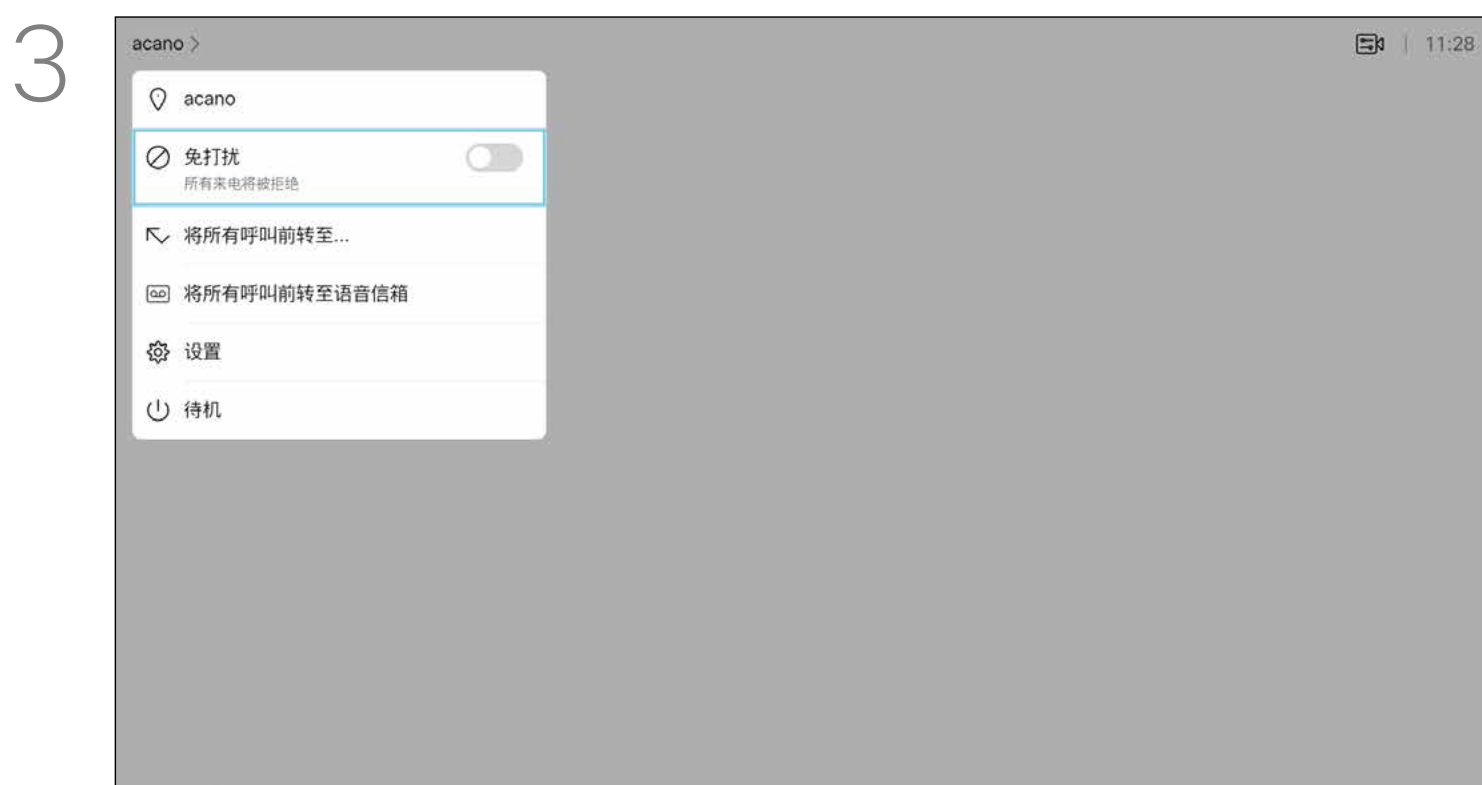 3
acano >
11:28
acano
免打扰
所有来电将被拒绝
将所有呼叫前转至...
将所有呼叫前转至语音信箱
设置
待机